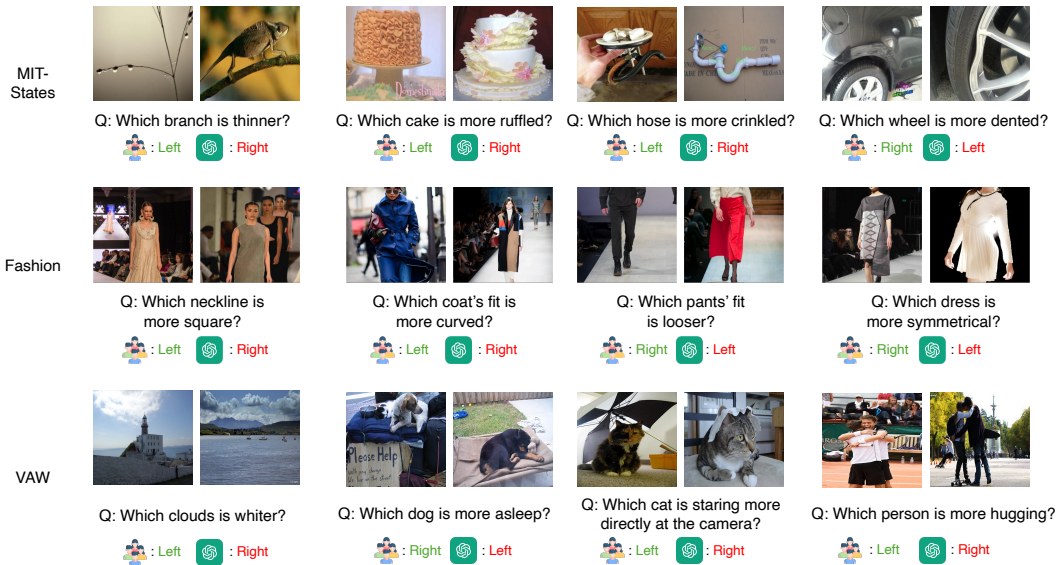 MIT-
States
Domestic
MADE IN C
Q: Which branch is thinner?
: Left : Right
Q: Which cake is more ruffled?
: Left : Right
Q: Which hose is more crinkled?
: Left : Right
Q: Which wheel is more dented?
: Right : Left
Fashion
Q: Which neckline is
more square?
: Left : Right
Q: Which coat's fit is
more curved?
: Left : Right
Q: Which pants' fit
is looser?
: Right : Left
Q: Which dress is
more symmetrical?
: Right : Left
VAW
Please Help
Q: Which clouds is whiter?
: Left : Right
Q: Which dog is more asleep?
: Right : Left
Q: Which cat is staring more
directly at the camera?
: Left : Right
Q: Which person is more hugging?
: Left : Right